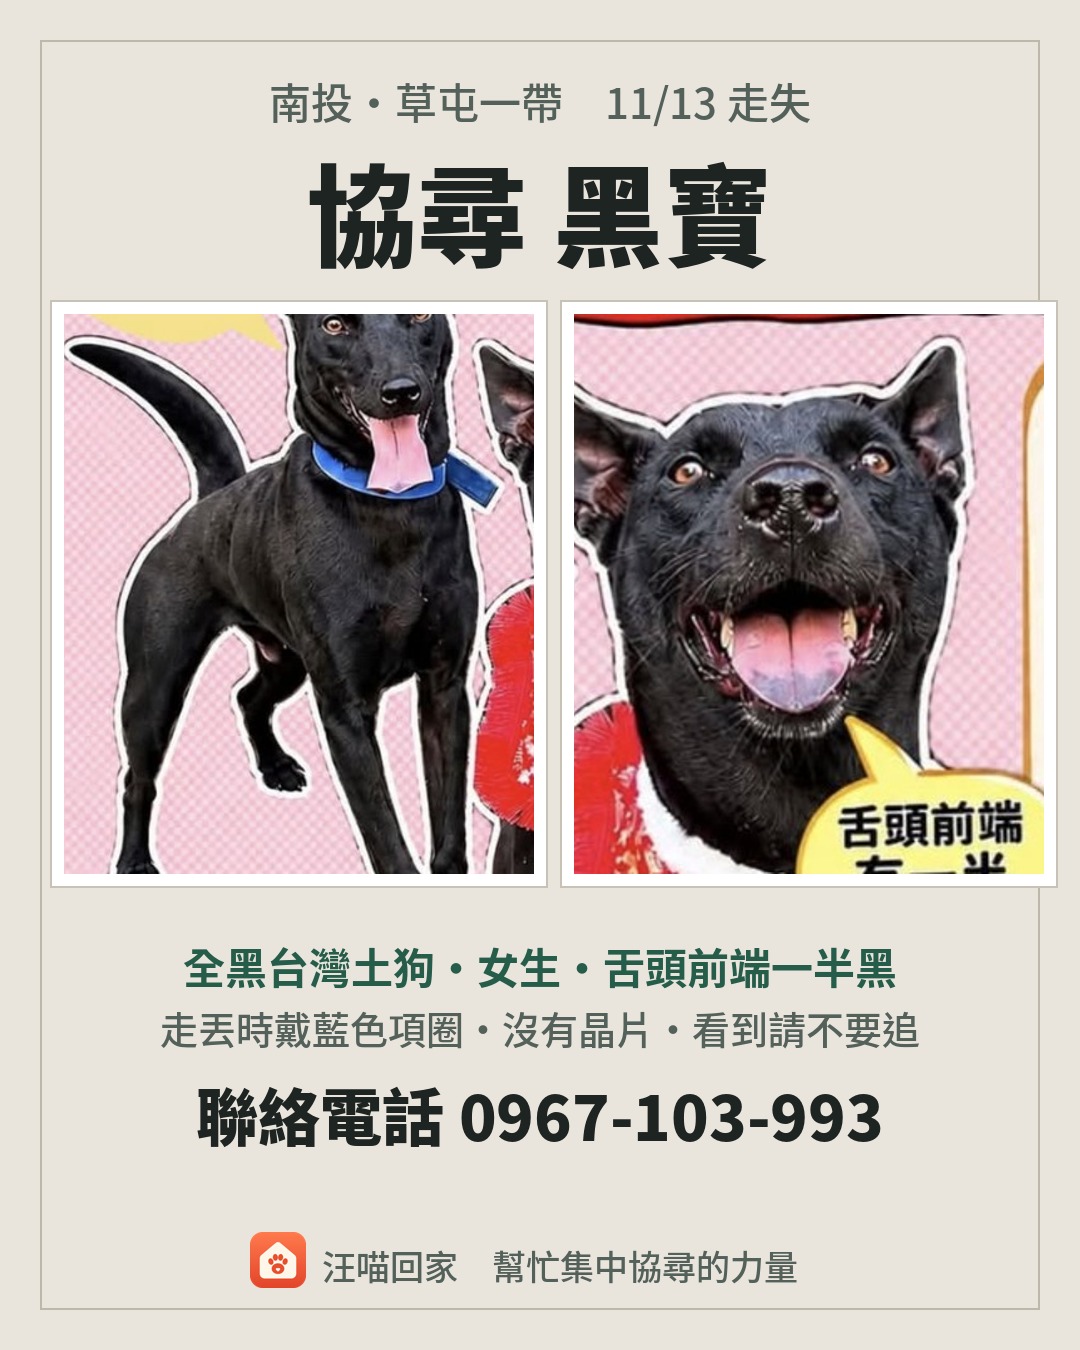 南投・草屯一帶　11/13 走失
協尋 黑寶
舌頭前端
有一半
全黑台灣土狗・女生・舌頭前端一半黑
走丟時戴藍色項圈・沒有晶片・看到請不要追
聯絡電話 0967-103-993
汪喵回家　幫忙集中協尋的力量